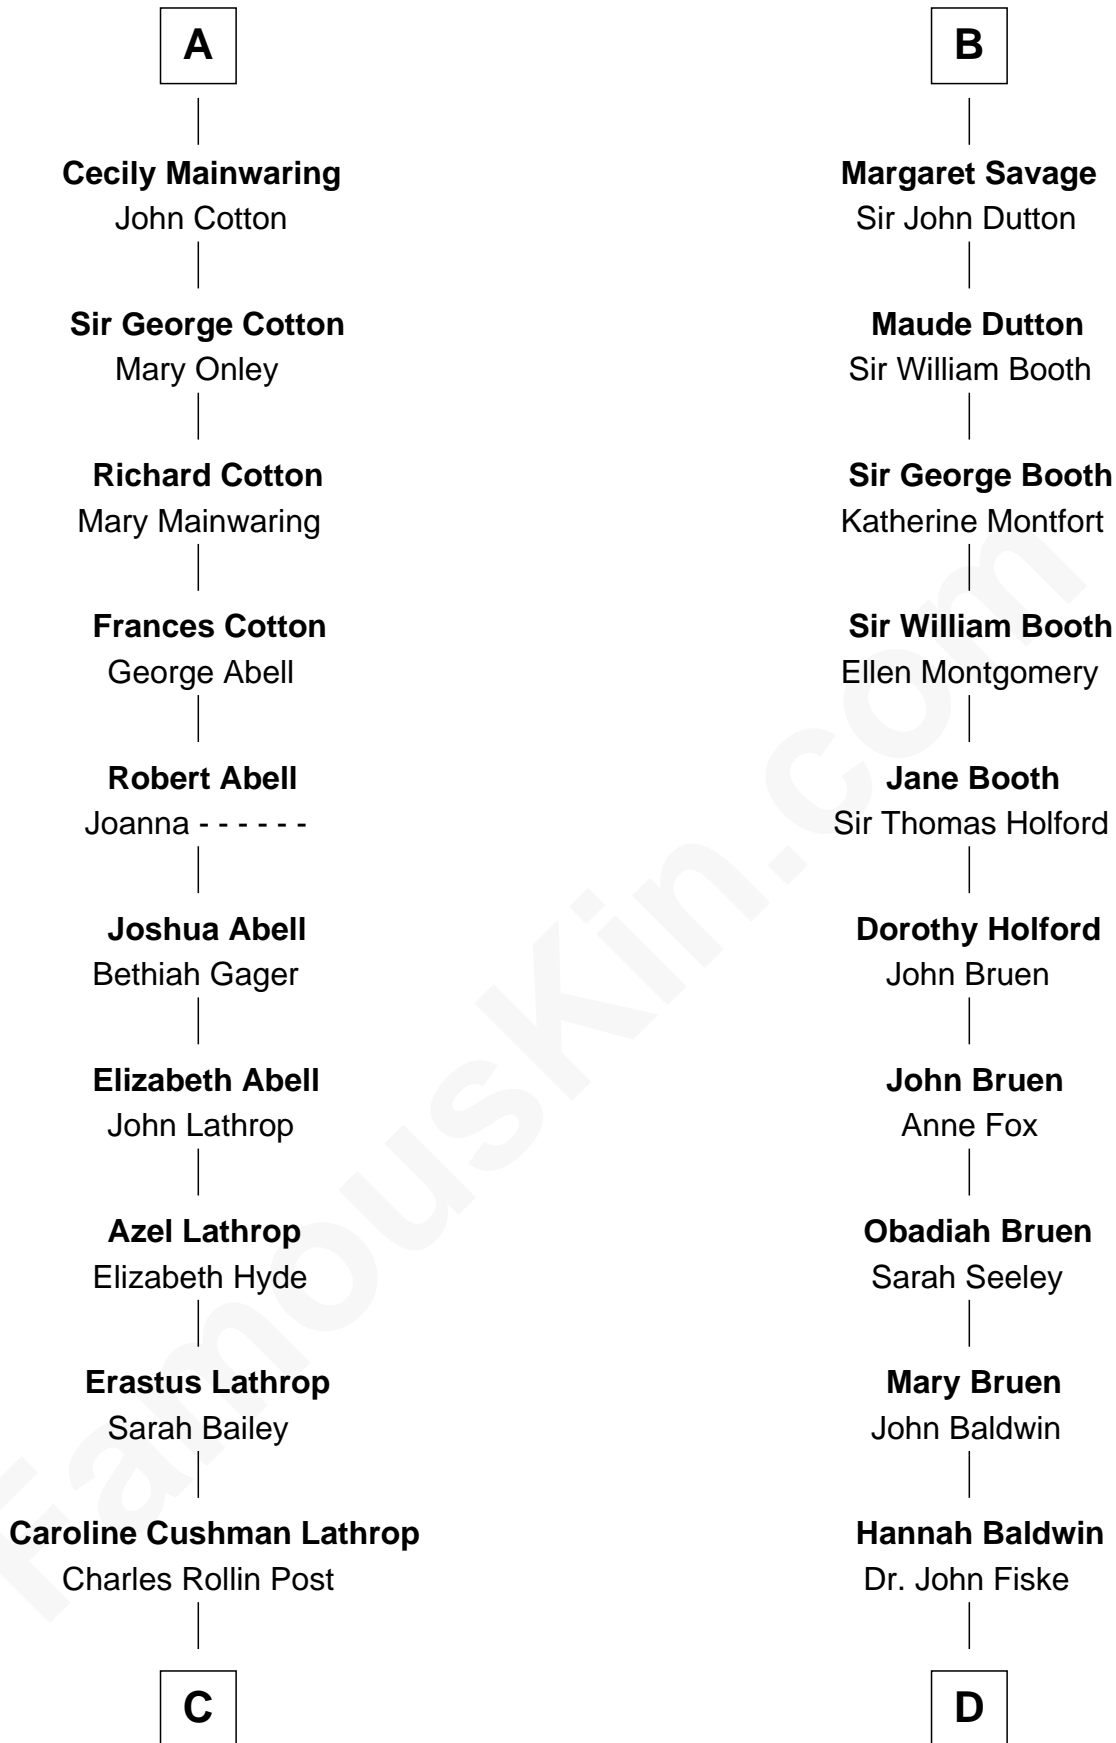 A
Cecily Mainwaring
John Cotton
Sir George Cotton
Mary Onley
Richard Cotton
Mary Mainwaring
Frances Cotton
George Abell
Robert Abell
Joanna - - - - - -
Joshua Abell
Bethiah Gager
Elizabeth Abell
John Lathrop
Azel Lathrop
Elizabeth Hyde
Erastus Lathrop
Sarah Bailey
Caroline Cushman Lathrop
Charles Rollin Post
C
B
Margaret Savage
Sir John Dutton
Maude Dutton
Sir William Booth
Sir George Booth
Katherine Montfort
Sir William Booth
Ellen Montgomery
Jane Booth
Sir Thomas Holford
Dorothy Holford
John Bruen
John Bruen
Anne Fox
Obadiah Bruen
Sarah Seeley
Mary Bruen
John Baldwin
Hannah Baldwin
Dr. John Fiske
D
FamousKin.com